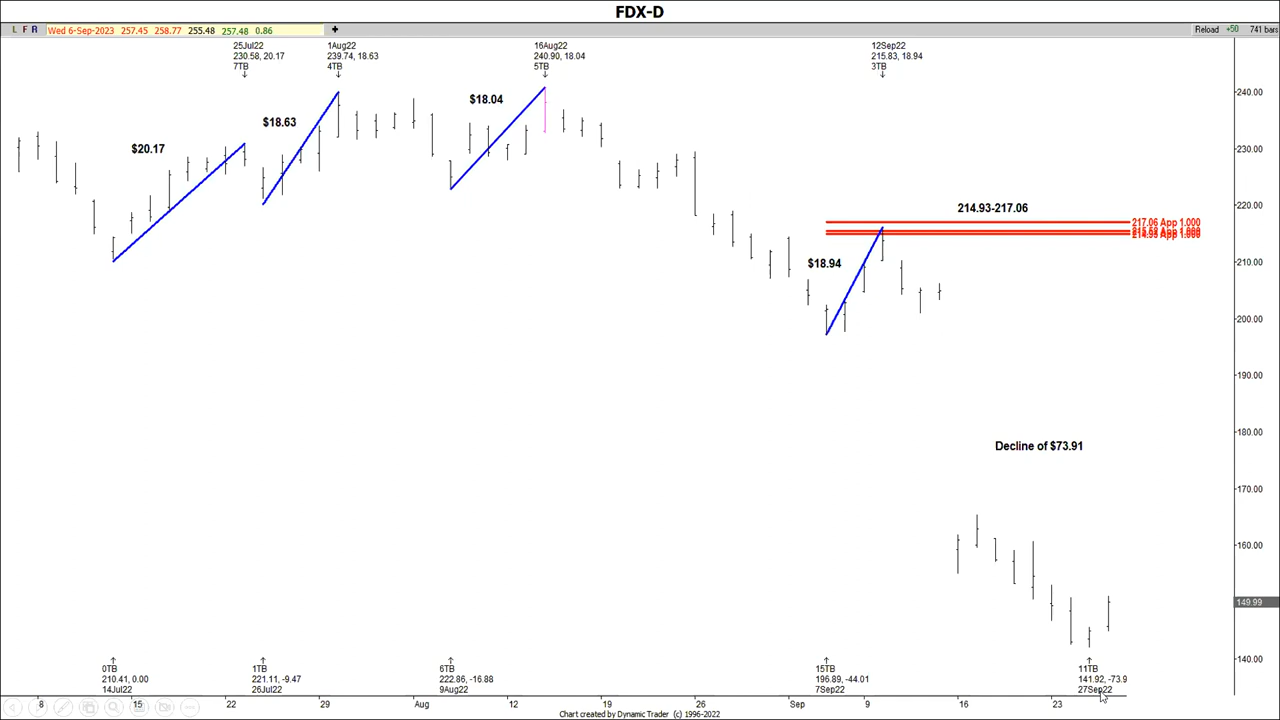 FDX-D
L F A Wed 6-Sep-2023 257.45 258.77 255.48 257.48 0.86
Reload +50 741 bars
25Jul22
230.58, 20.17
7TB
1Aug22
239.74, 18.63
4TB
16Aug22
240.90, 18.04
5TB
12Sep22
215.83, 18.94
3TB
240.00
230.00
220.00
210.00
200.00
190.00
180.00
170.00
160.00
149.99
140.00
$20.17
$18.63
$18.04
$18.94
214.93-217.06
217.06 App 1.000
214.93 App 1.000
Decline of $73.91
0TB
210.41, 0.00
14Jul22
1TB
221.11, -9.47
26Jul22
6TB
222.86, -16.88
9Aug22
15TB
196.89, -44.01
7Sep22
11TB
141.92, -73.9
27Sep22
8 15 22 29 Aug 12 19 26 Sep 9 16 23
Chart created by Dynamic Trader (c) 1996-2022